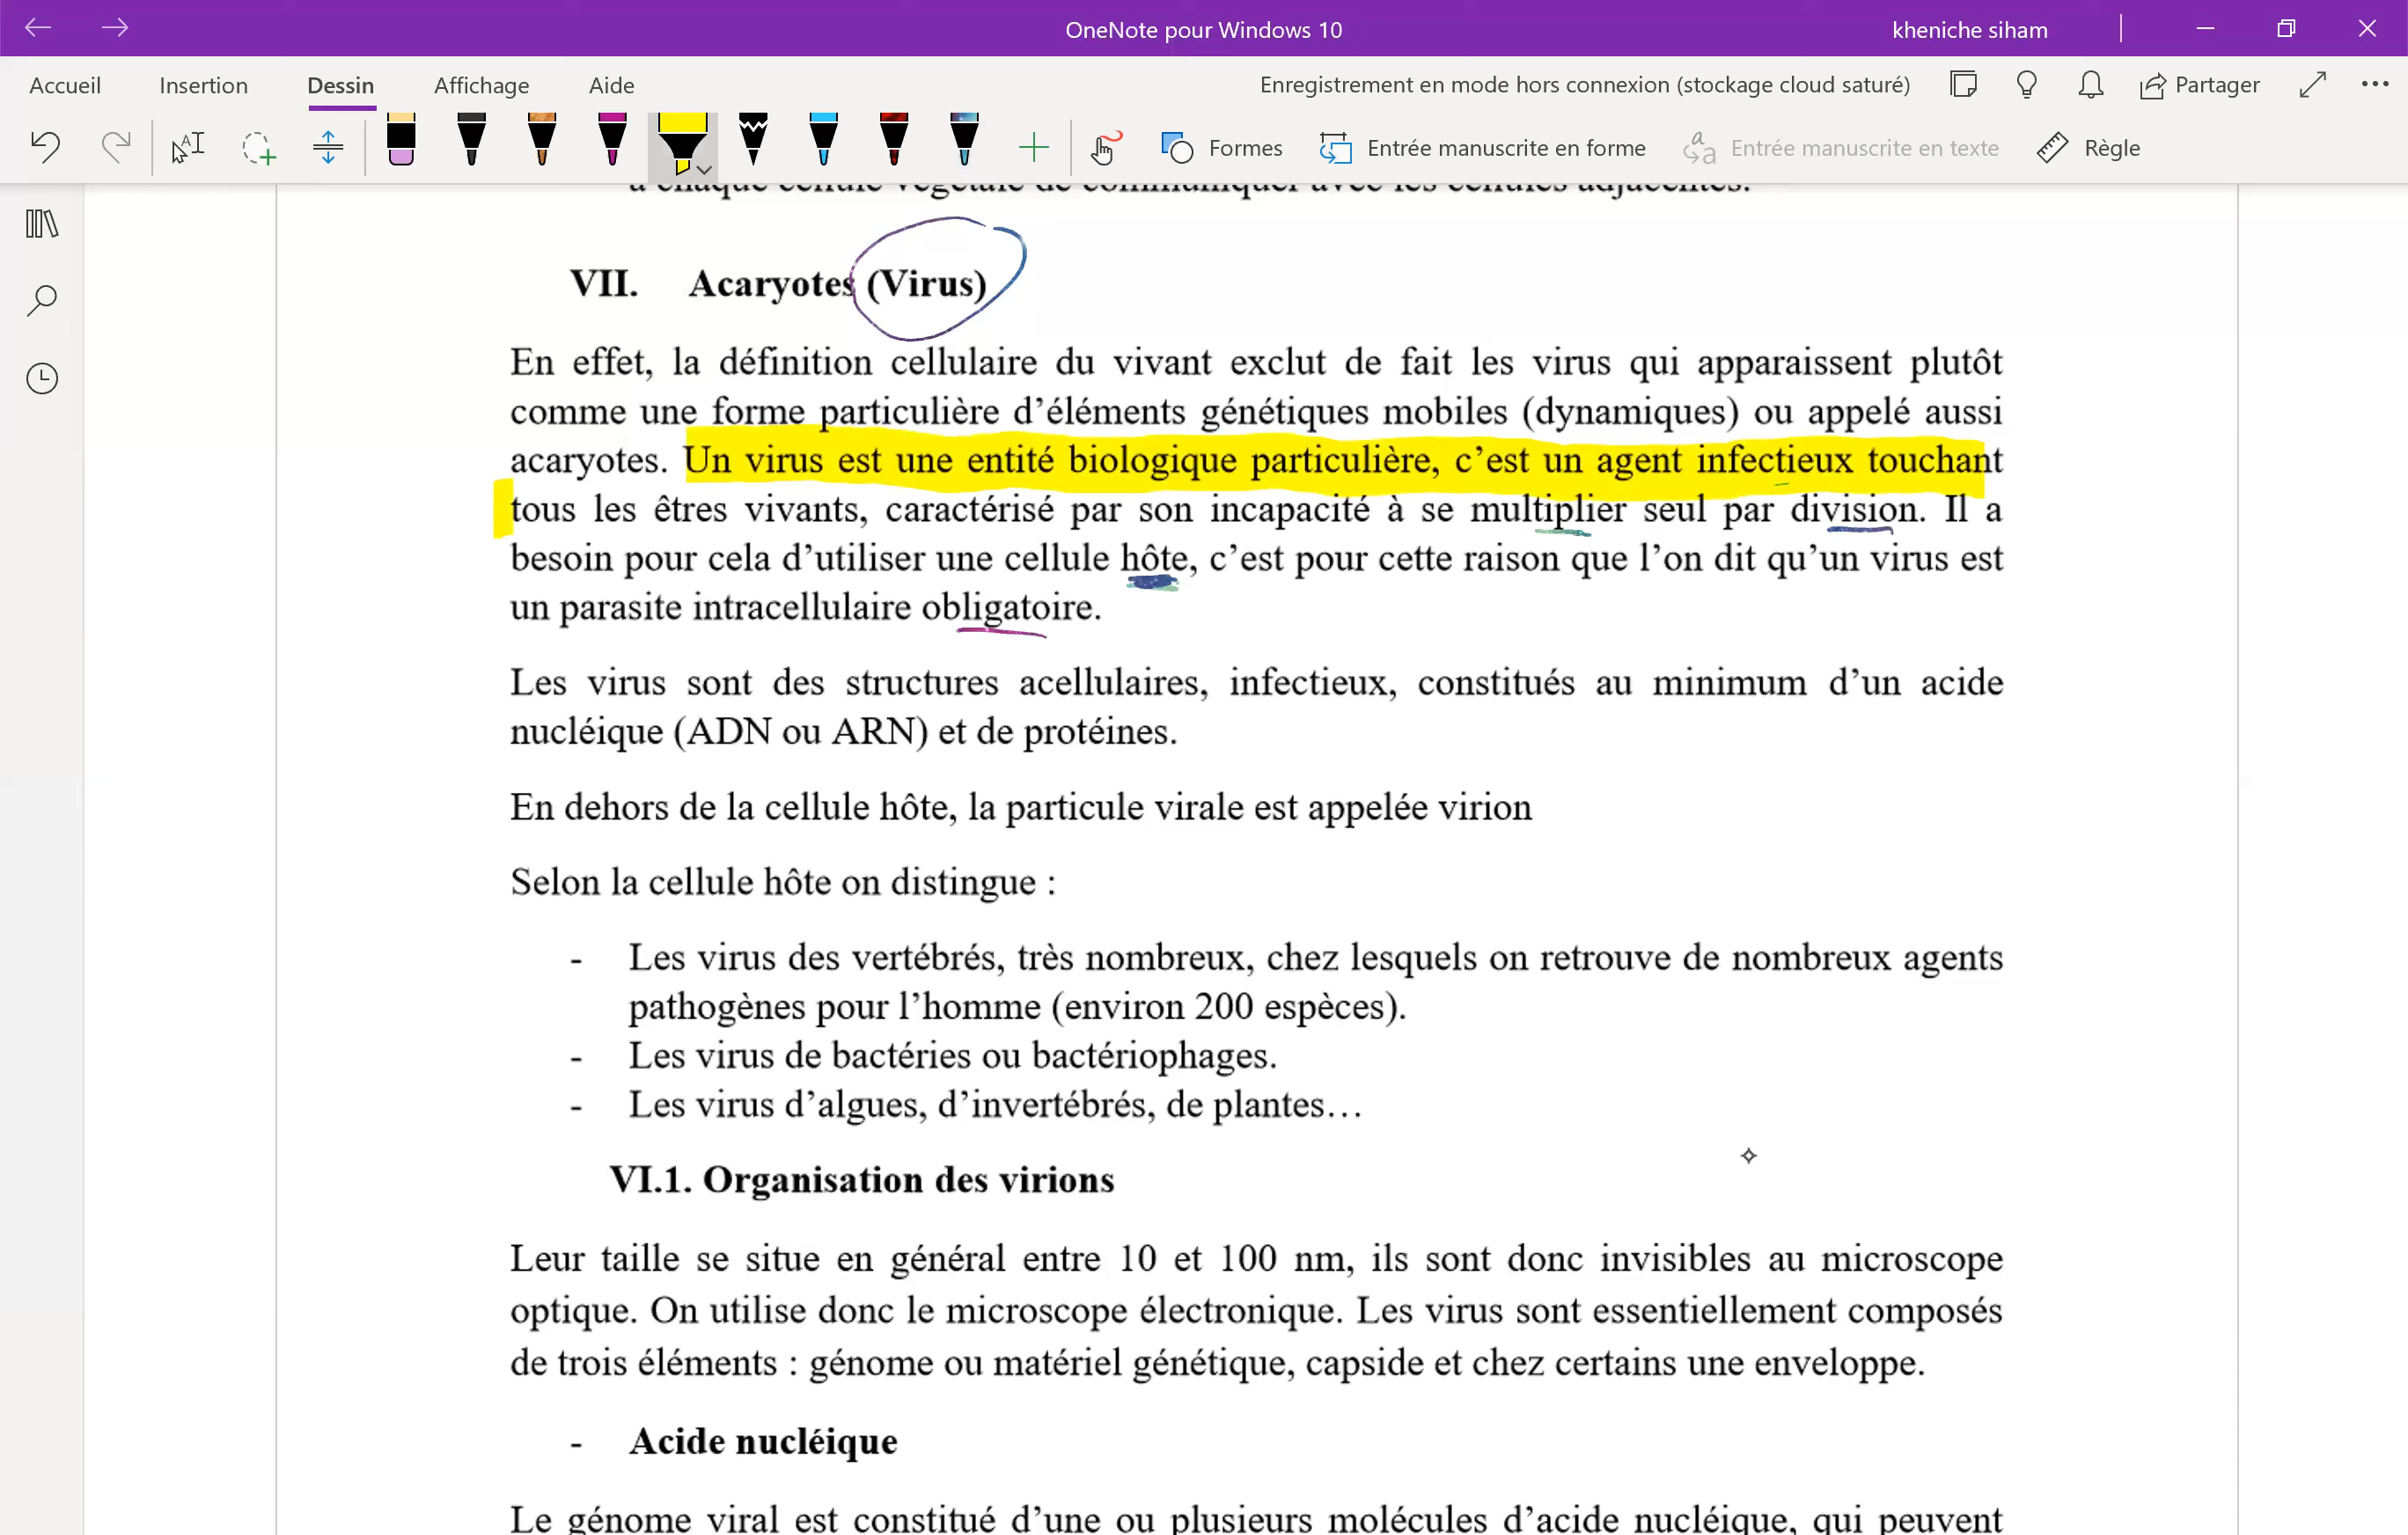 OneNote pour Windows 10
kheniche siham
Accueil Insertion Dessin Affichage Aide
Enregistrement en mode hors connexion (stockage cloud saturé) Partager
Formes Entrée manuscrite en forme Entrée manuscrite en texte Règle
à chaque cellule végétale de communiquer avec les cellules adjacentes.
VII. Acaryotes (Virus)
En effet, la définition cellulaire du vivant exclut de fait les virus qui apparaissent plutôt
comme une forme particulière d’éléments génétiques mobiles (dynamiques) ou appelé aussi
acaryotes. Un virus est une entité biologique particulière, c’est un agent infectieux touchant
tous les êtres vivants, caractérisé par son incapacité à se multiplier seul par division. Il a
besoin pour cela d’utiliser une cellule hôte, c’est pour cette raison que l’on dit qu’un virus est
un parasite intracellulaire obligatoire.
Les virus sont des structures acellulaires, infectieux, constitués au minimum d’un acide
nucléique (ADN ou ARN) et de protéines.
En dehors de la cellule hôte, la particule virale est appelée virion
Selon la cellule hôte on distingue :
- Les virus des vertébrés, très nombreux, chez lesquels on retrouve de nombreux agents
pathogènes pour l’homme (environ 200 espèces).
- Les virus de bactéries ou bactériophages.
- Les virus d’algues, d’invertébrés, de plantes…
VI.1. Organisation des virions
Leur taille se situe en général entre 10 et 100 nm, ils sont donc invisibles au microscope
optique. On utilise donc le microscope électronique. Les virus sont essentiellement composés
de trois éléments : génome ou matériel génétique, capside et chez certains une enveloppe.
- Acide nucléique
Le génome viral est constitué d’une ou plusieurs molécules d’acide nucléique, qui peuvent